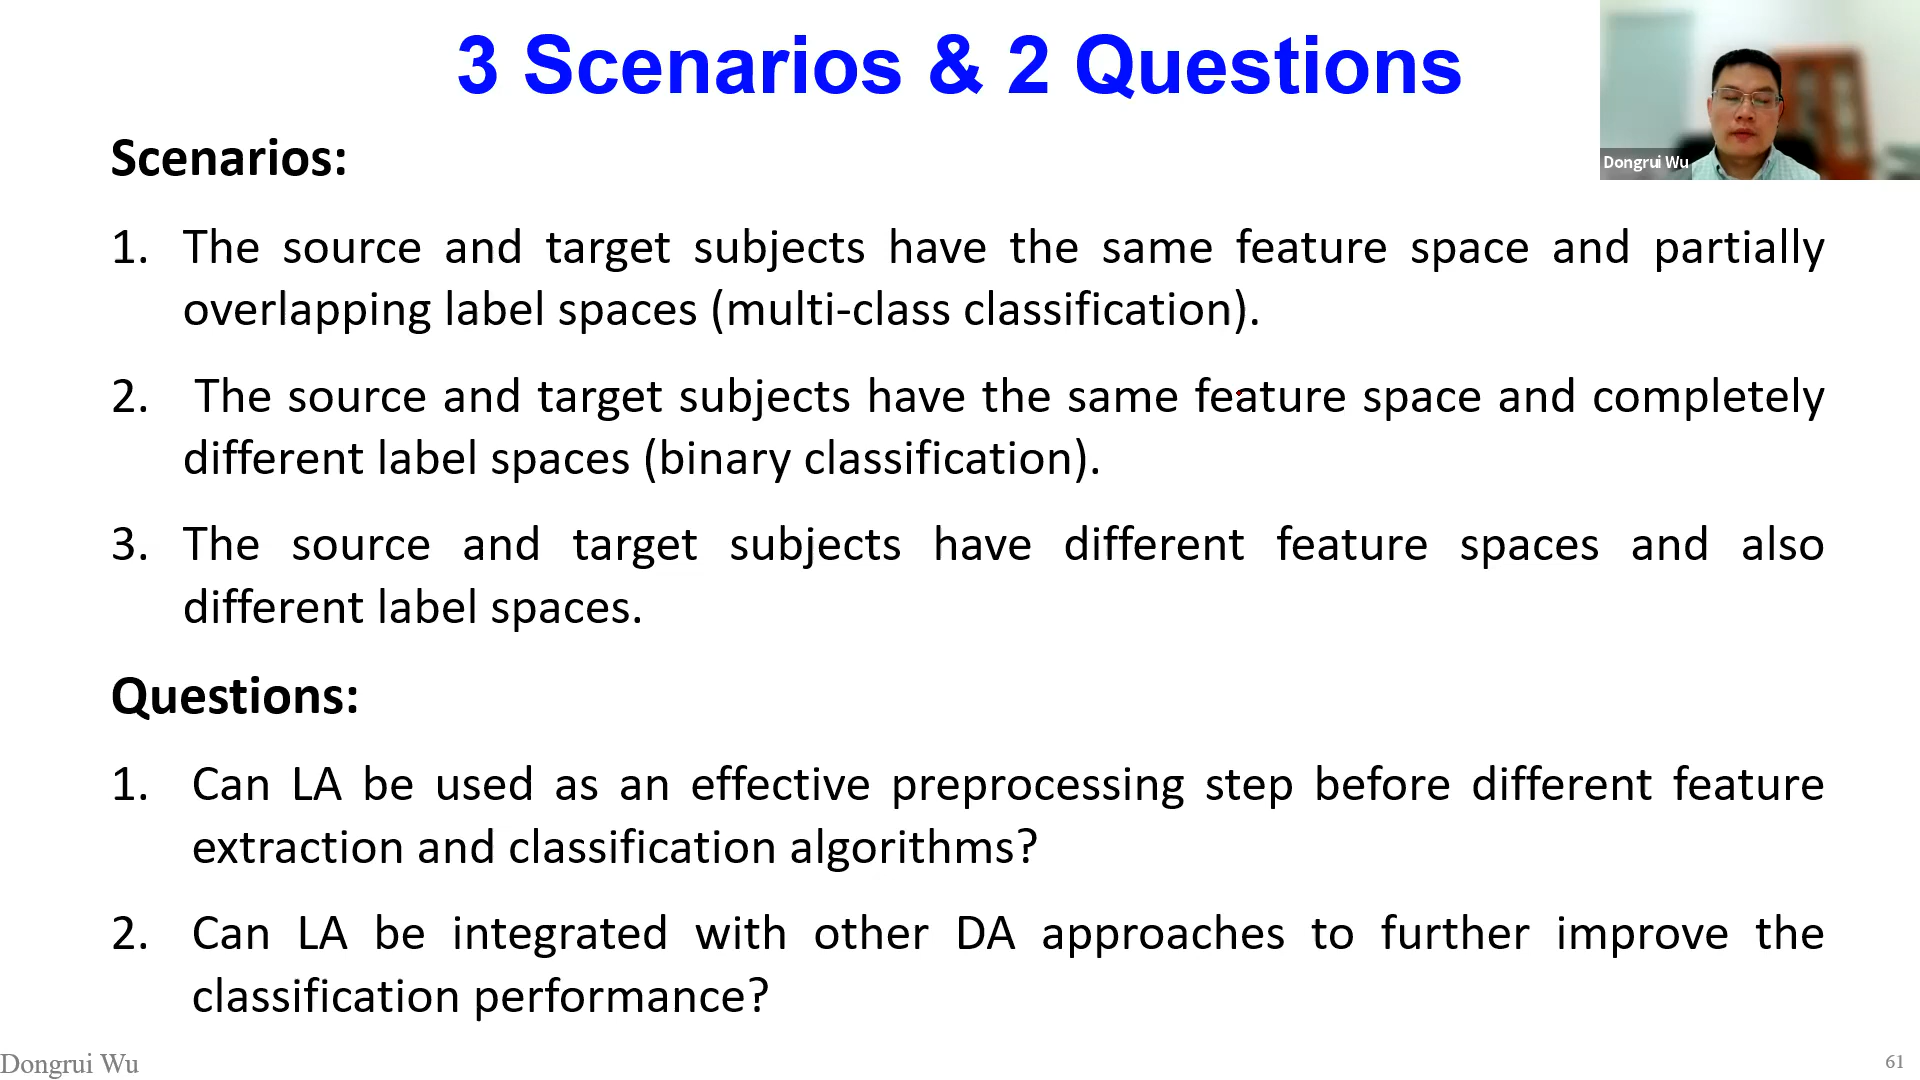 3 Scenarios & 2 Questions
Dongrui Wu
Scenarios:
1. The source and target subjects have the same feature space and partially
overlapping label spaces (multi-class classification).
2. The source and target subjects have the same feature space and completely
different label spaces (binary classification).
3. The source and target subjects have different feature spaces and also
different label spaces.
Questions:
1. Can LA be used as an effective preprocessing step before different feature
extraction and classification algorithms?
2. Can LA be integrated with other DA approaches to further improve the
classification performance?
Dongrui Wu
61